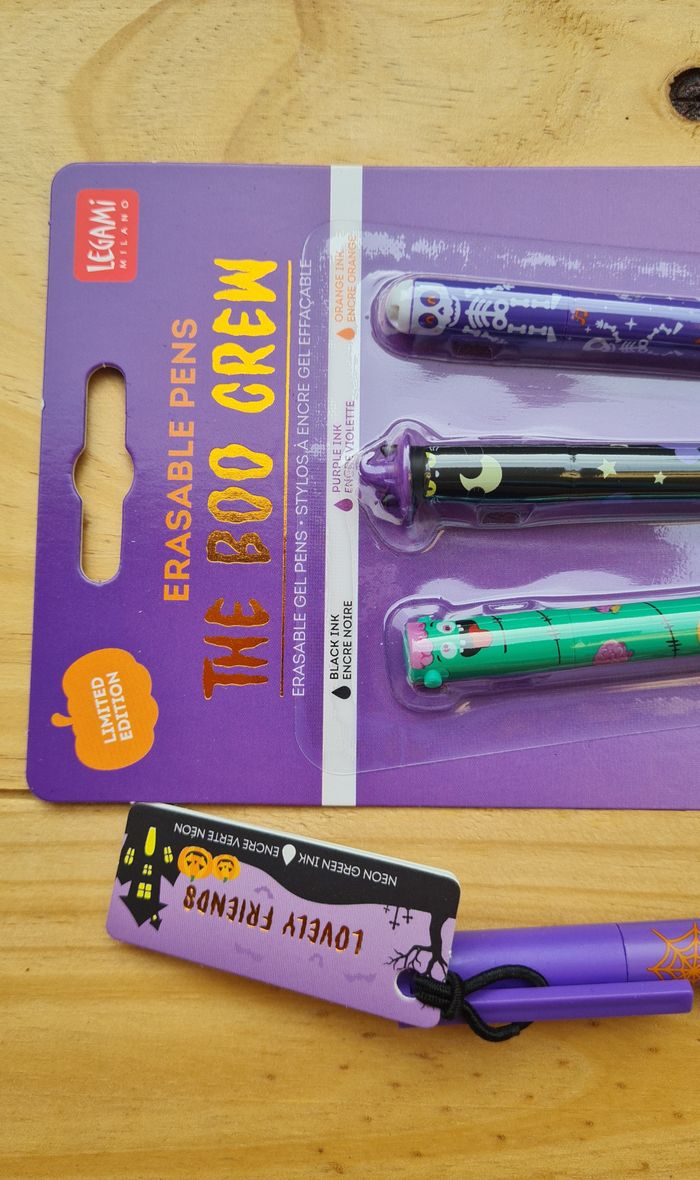 LEGAMI
MILANO
ERASABLE PENS
THE BOO CREW
ERASABLE GEL PENS • STYLOS À ENCRE GEL EFFAÇABLE
BLACK INK
ENCRE NOIRE
PURPLE INK
ENCRE VIOLETTE
ORANGE INK
ENCRE ORANGE
LIMITED
EDITION
LOVELY FRIENDS
NEON GREEN INK ENCRE VERTE NÉON